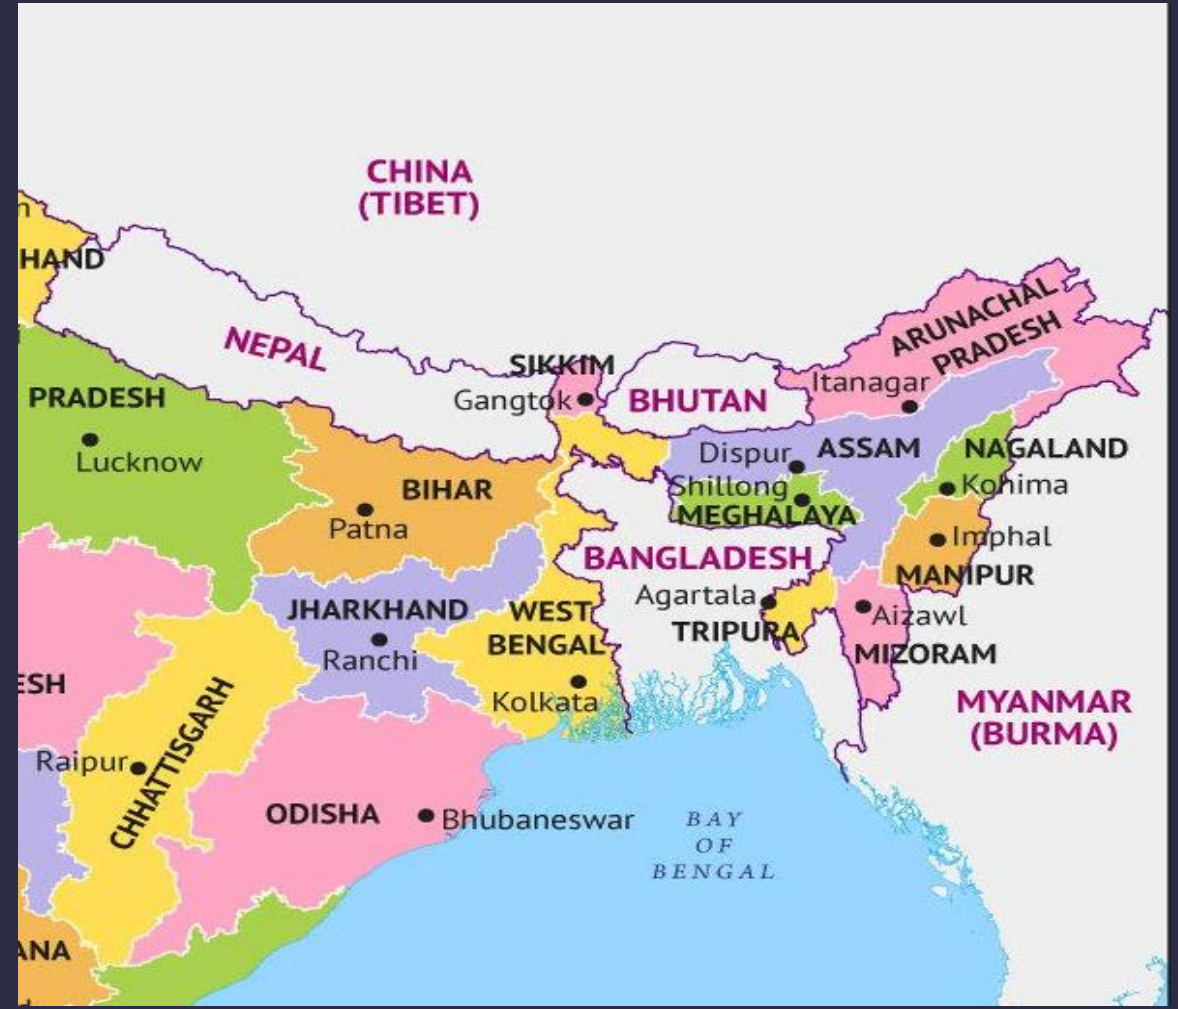 CHINA
(TIBET)
n
HAND
NEPAL
SIKKIM
Gangtok
BHUTAN
ARUNACHAL
PRADESH
Itanagar
PRADESH
Lucknow
BIHAR
Patna
Dispur
ASSAM
NAGALAND
Shillong
Kohima
MEGHALAYA
Imphal
BANGLADESH
MANIPUR
Agartala
Aizawl
TRIPURA
MIZORAM
JHARKHAND
Ranchi
WEST
BENGAL
Kolkata
ESH
CHHATTISGARH
Raipur
MYANMAR
(BURMA)
ODISHA
Bhubaneswar
BAY
OF
BENGAL
ANA